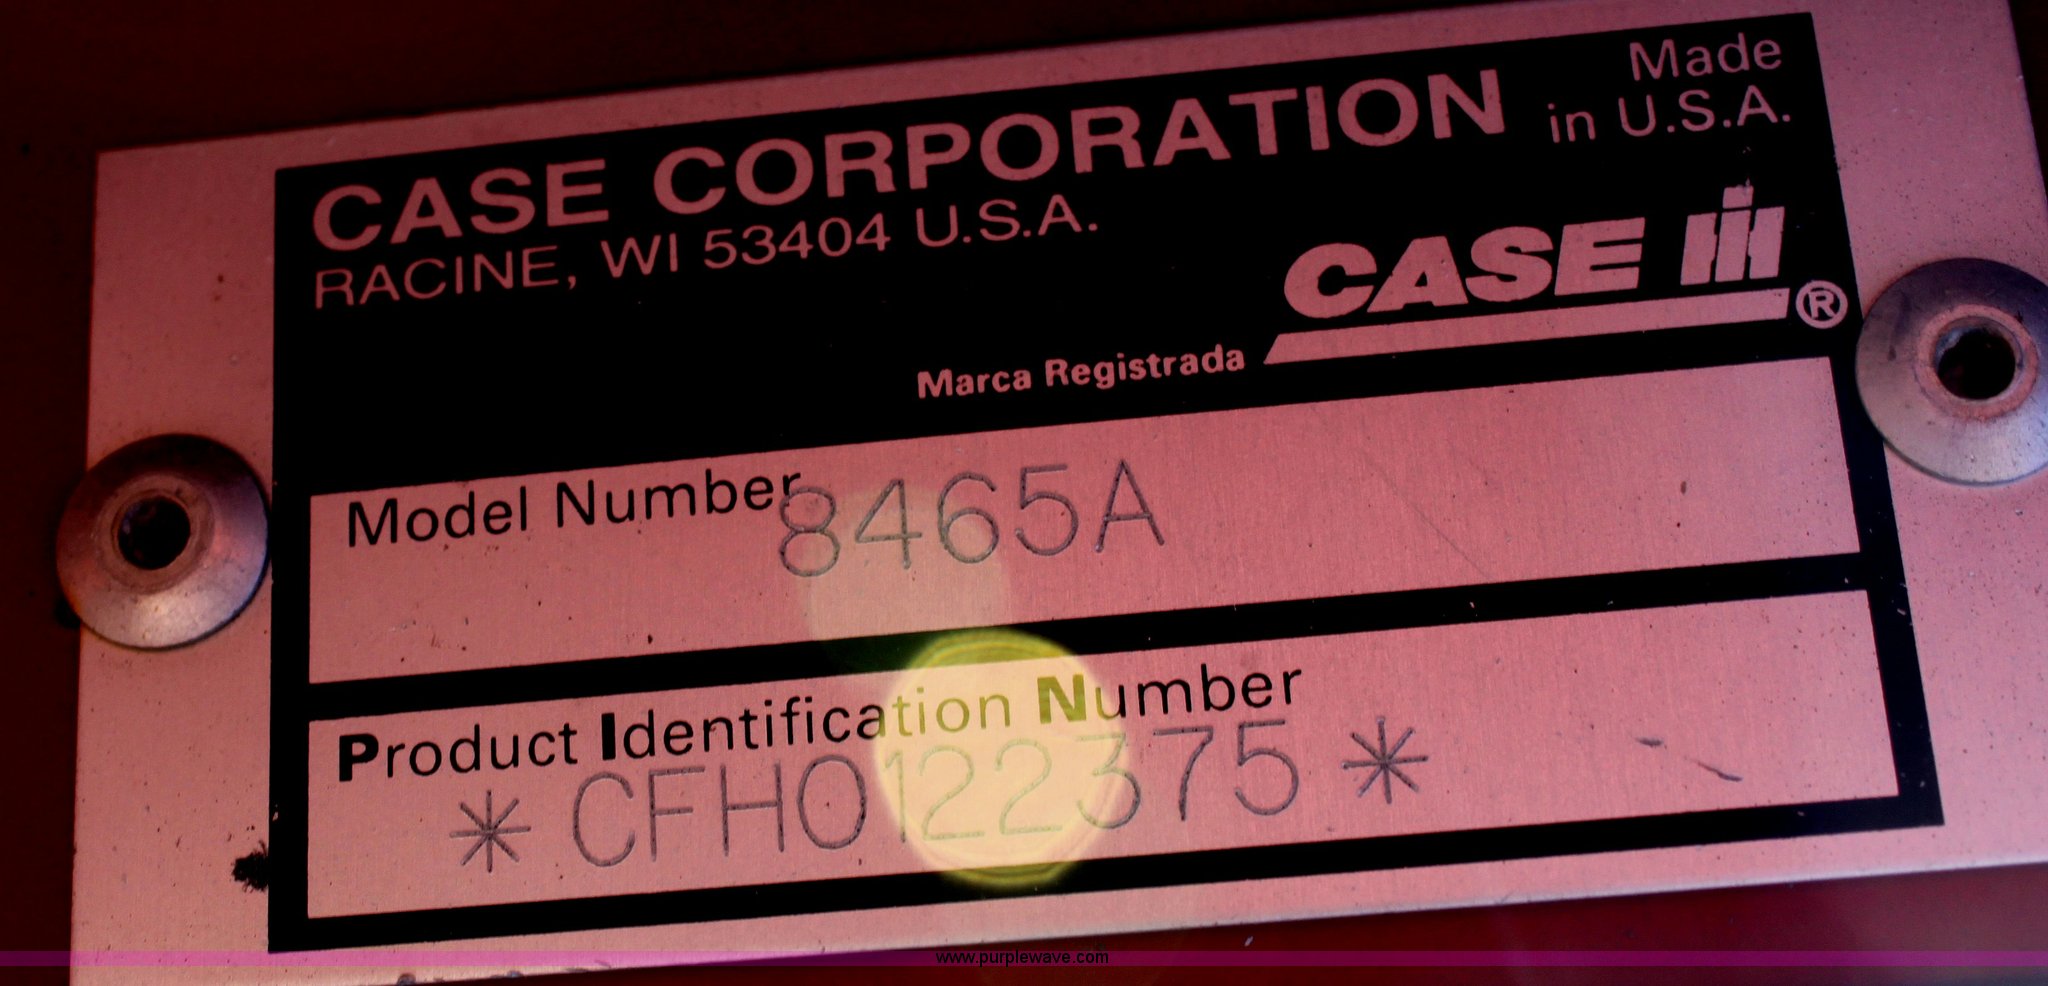 CASE CORPORATION
RACINE, WI 53404 U.S.A.
Made
in U.S.A.
CASE IH ®
Marca Registrada
Model Number 8465A
Product Identification Number
*CFH0122375*
www.purplewave.com